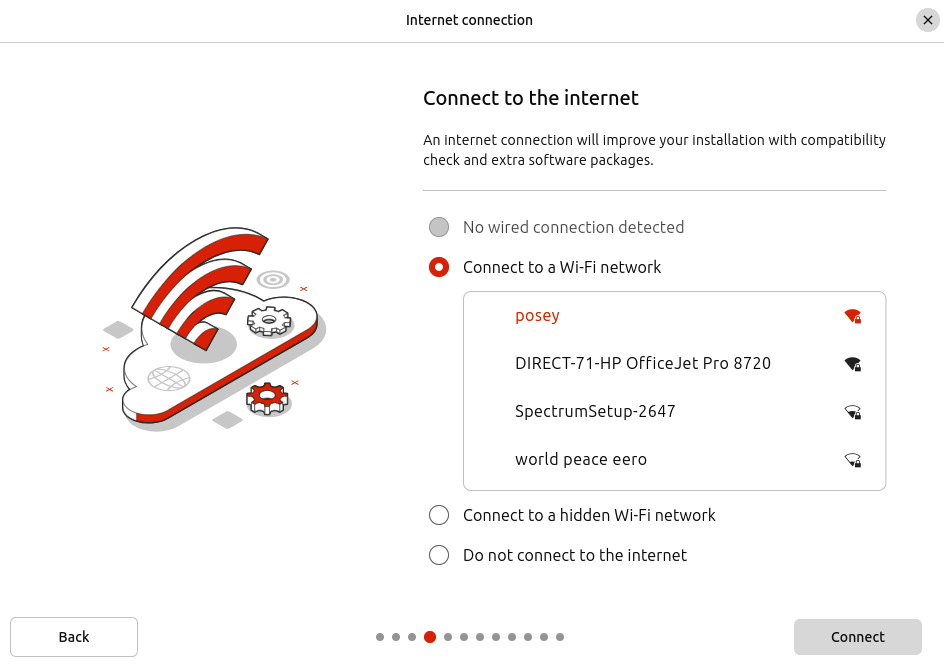 Internet connection
Connect to the internet
An internet connection will improve your installation with compatibility
check and extra software packages.
No wired connection detected
Connect to a Wi-Fi network
posey
DIRECT-71-HP OfficeJet Pro 8720
SpectrumSetup-2647
world peace eero
Connect to a hidden Wi-Fi network
Do not connect to the internet
Back
Connect